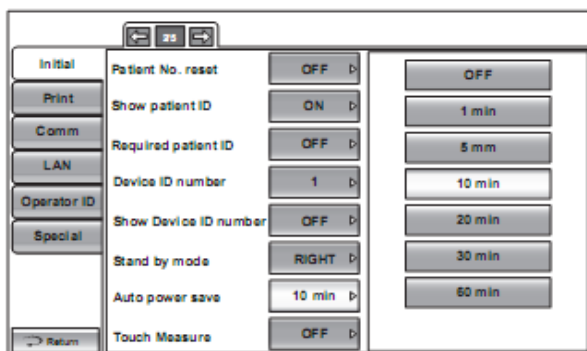 2/5
Initial
Print
Comm
LAN
Operator ID
Special
Return
Patient No. reset OFF
Show patient ID ON
Required patient ID OFF
Device ID number 1
Show Device ID number OFF
Stand by mode RIGHT
Auto power save 10 min
Touch Measure OFF
OFF
1 min
5 mm
10 min
20 min
30 min
60 min